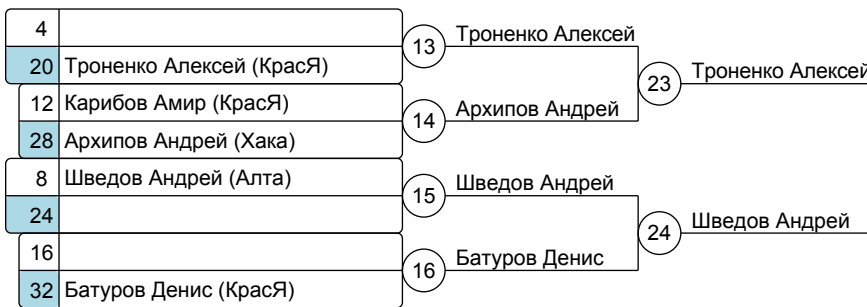 4
13 Троненко Алексей
20 Троненко Алексей (КрасЯ)
23 Троненко Алексей
12 Карибов Амир (КрасЯ)
14 Архипов Андрей
28 Архипов Андрей (Хака)
8 Шведов Андрей (Алта)
15 Шведов Андрей
24
24 Шведов Андрей
16
16 Батуров Денис
32 Батуров Денис (КрасЯ)